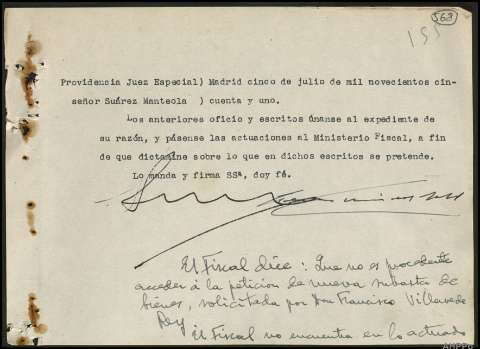 568
155
Providencia Juez Especial) Madrid cinco de julio de mil novecientos cin-
señor Suárez Manteola ) cuenta y uno.
Los anteriores oficio y escritos únanse al expediente de
su razón, y pásense las actuaciones al Ministerio Fiscal, a fin
de que dictamine sobre lo que en dichos escritos se pretende.
Lo manda y firma SSª, doy fé.
El Fiscal dice: Que no es procedente
acceder á la petición de nueva subasta de
bienes, solicitada por Don Francisco Villaverde
Rey
El Fiscal no encuentra en lo actuado